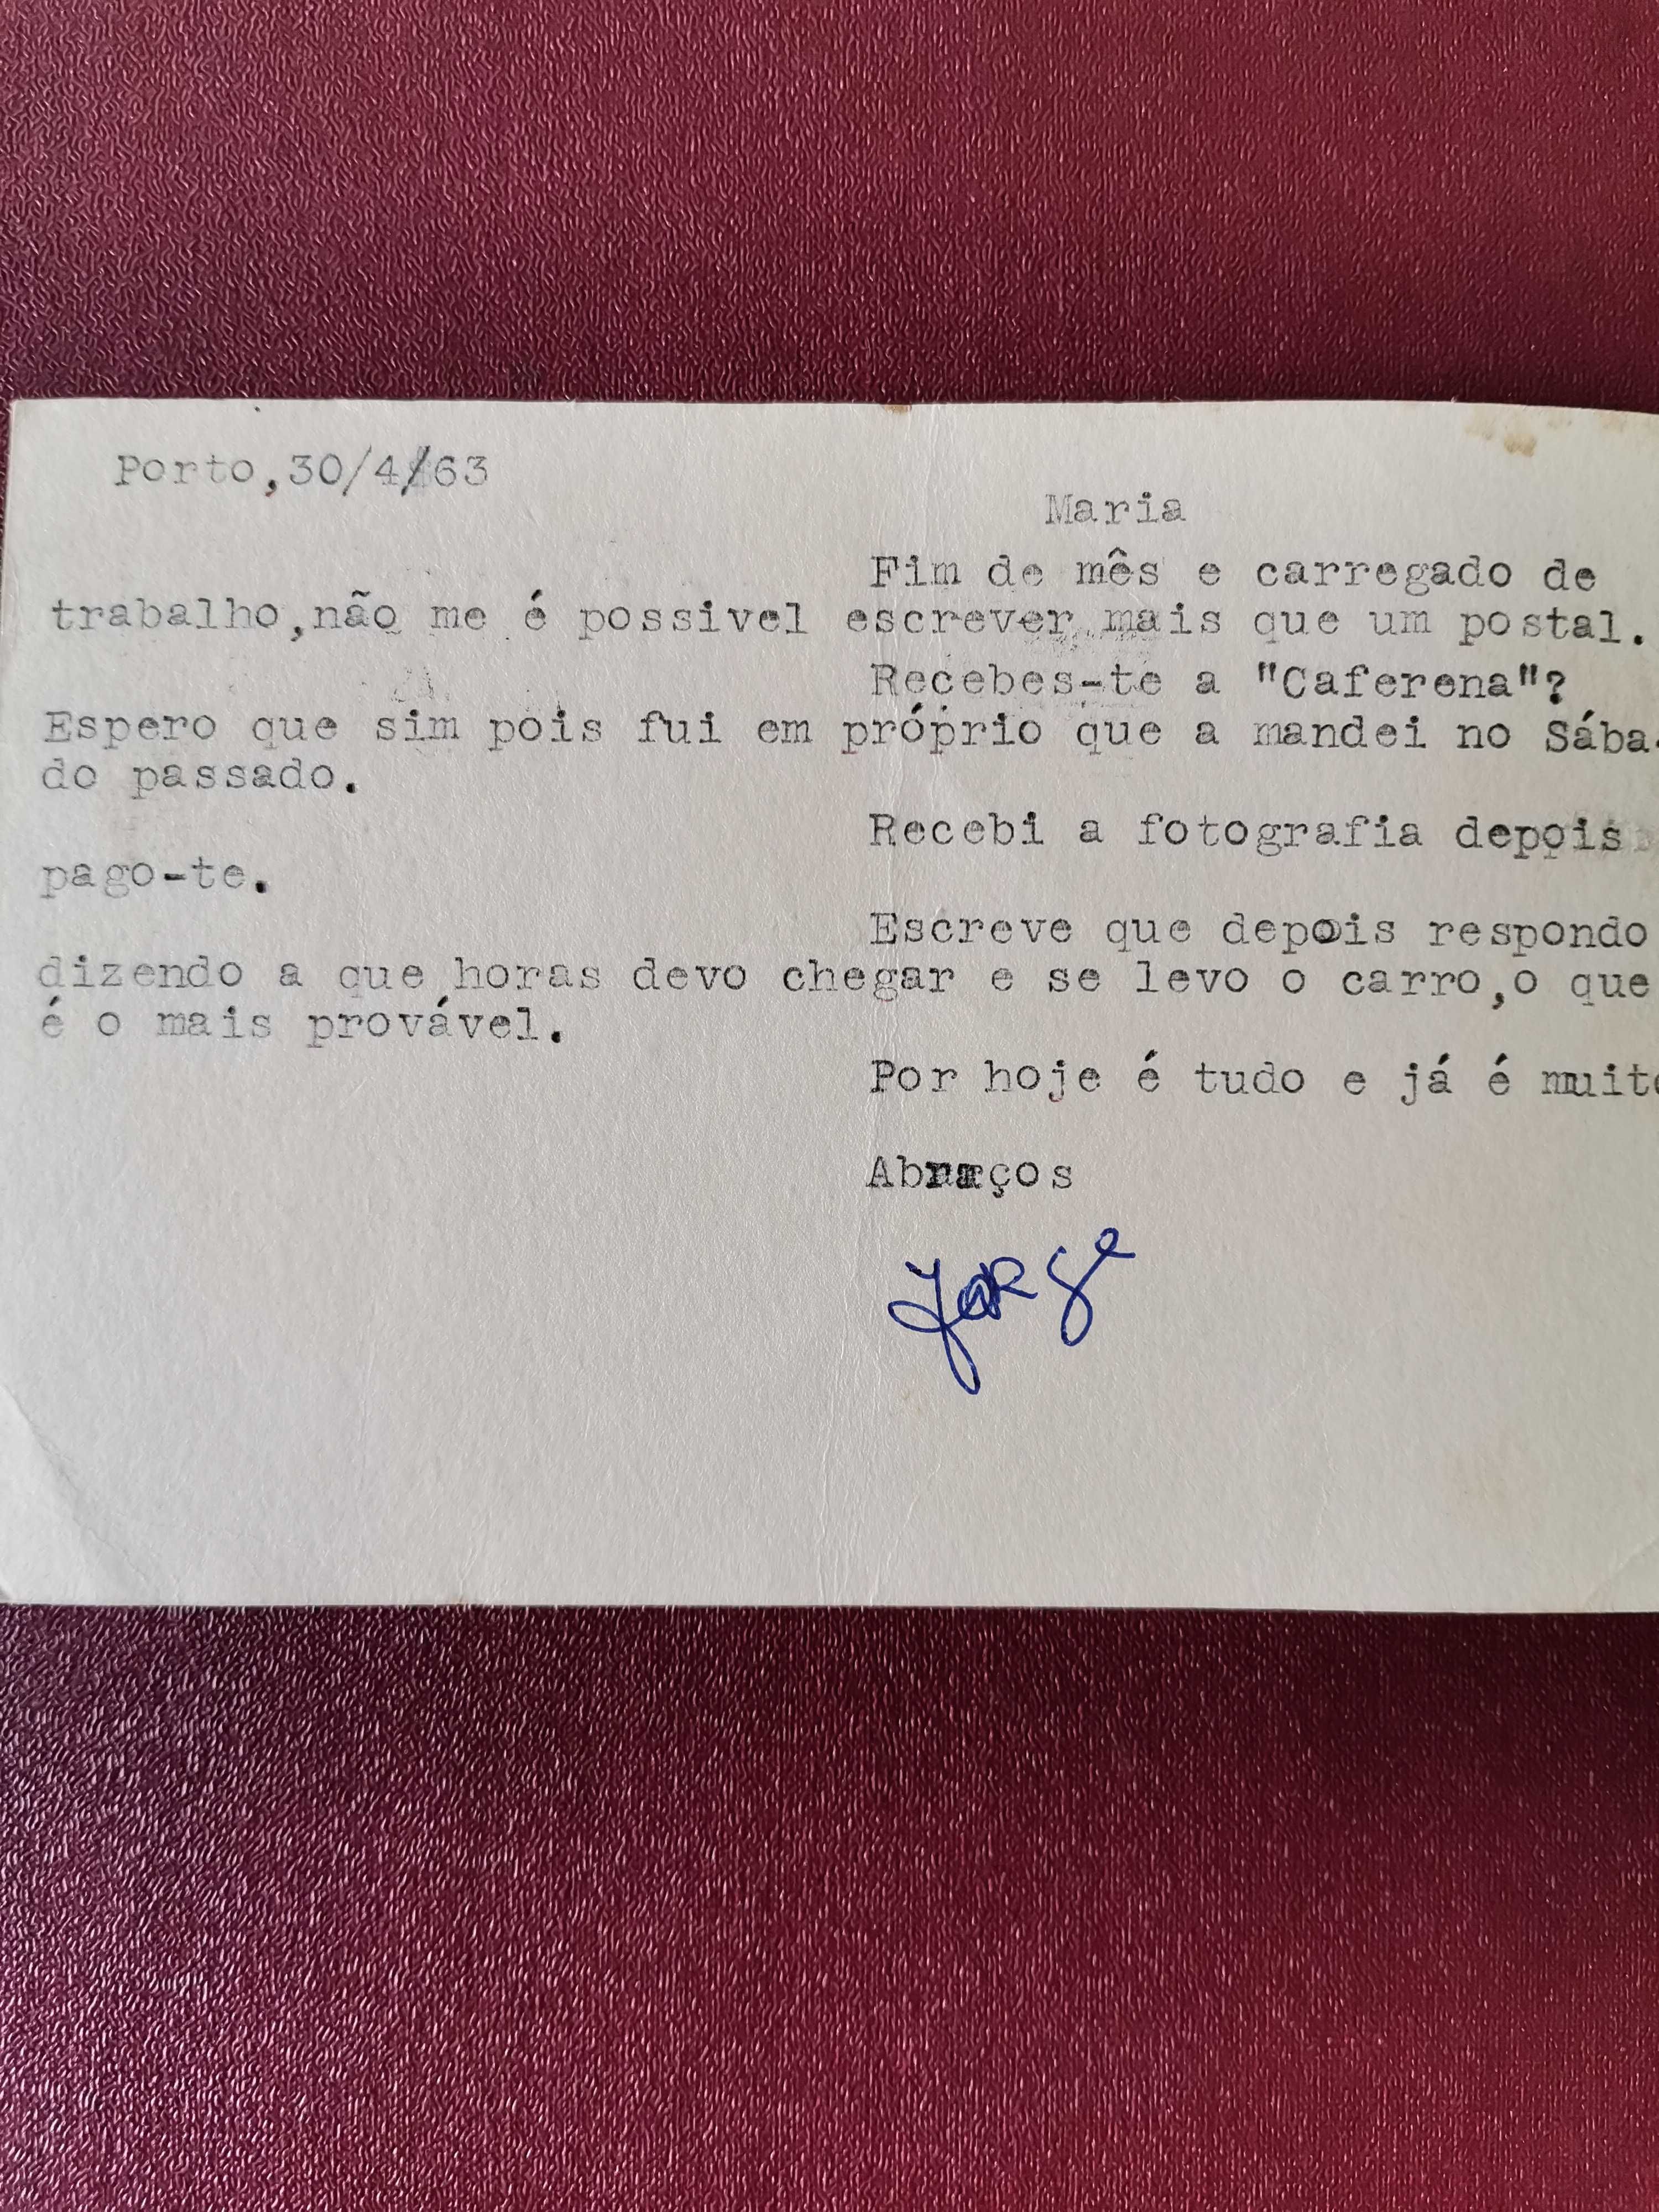 Porto,30/4/63
Maria
Fim de mês e carregado de
trabalho,não me é possivel escrever mais que um postal.
Recebes-te a "Caferena"?
Espero que sim pois fui em próprio que a mandei no Sába-
do passado.
Recebi a fotografia depois
pago-te.
Escreve que depois respondo
dizendo a que horas devo chegar e se levo o carro,o que
é o mais provável.
Por hoje é tudo e já é muito
Abraços
Jorge